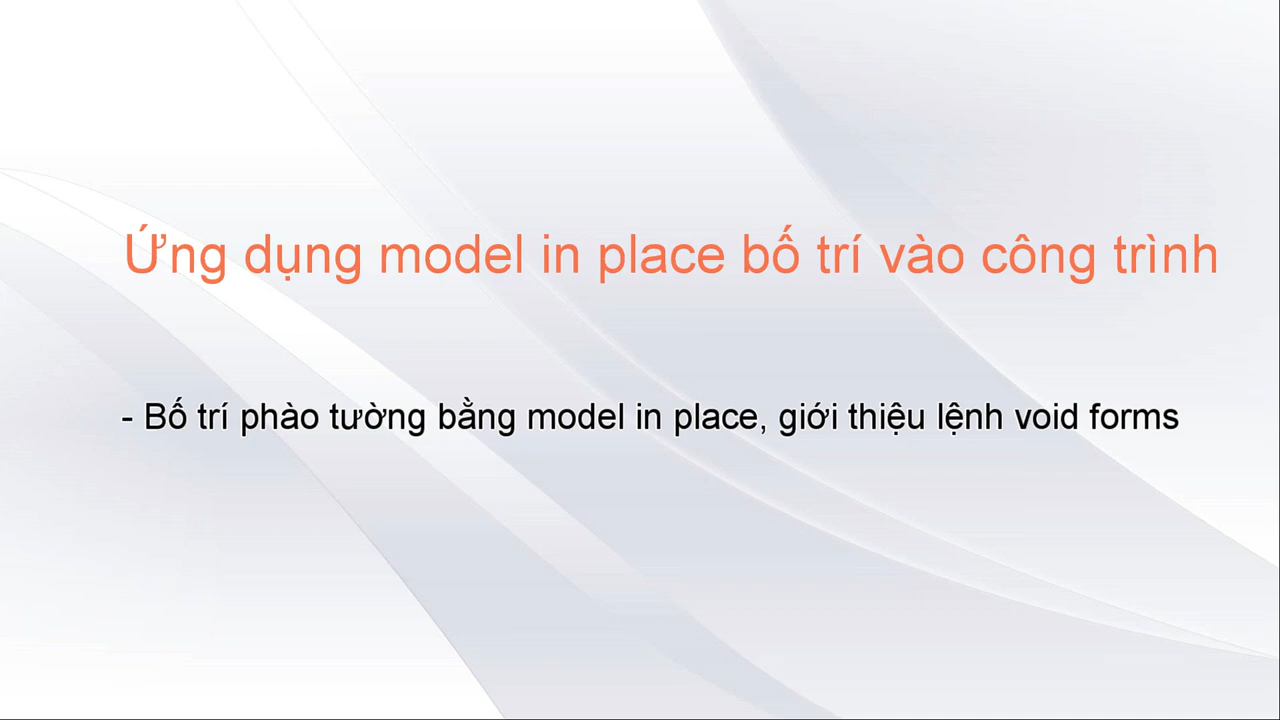 Ứng dụng model in place bố trí vào công trình
- Bố trí phào tường bằng model in place, giới thiệu lệnh void forms